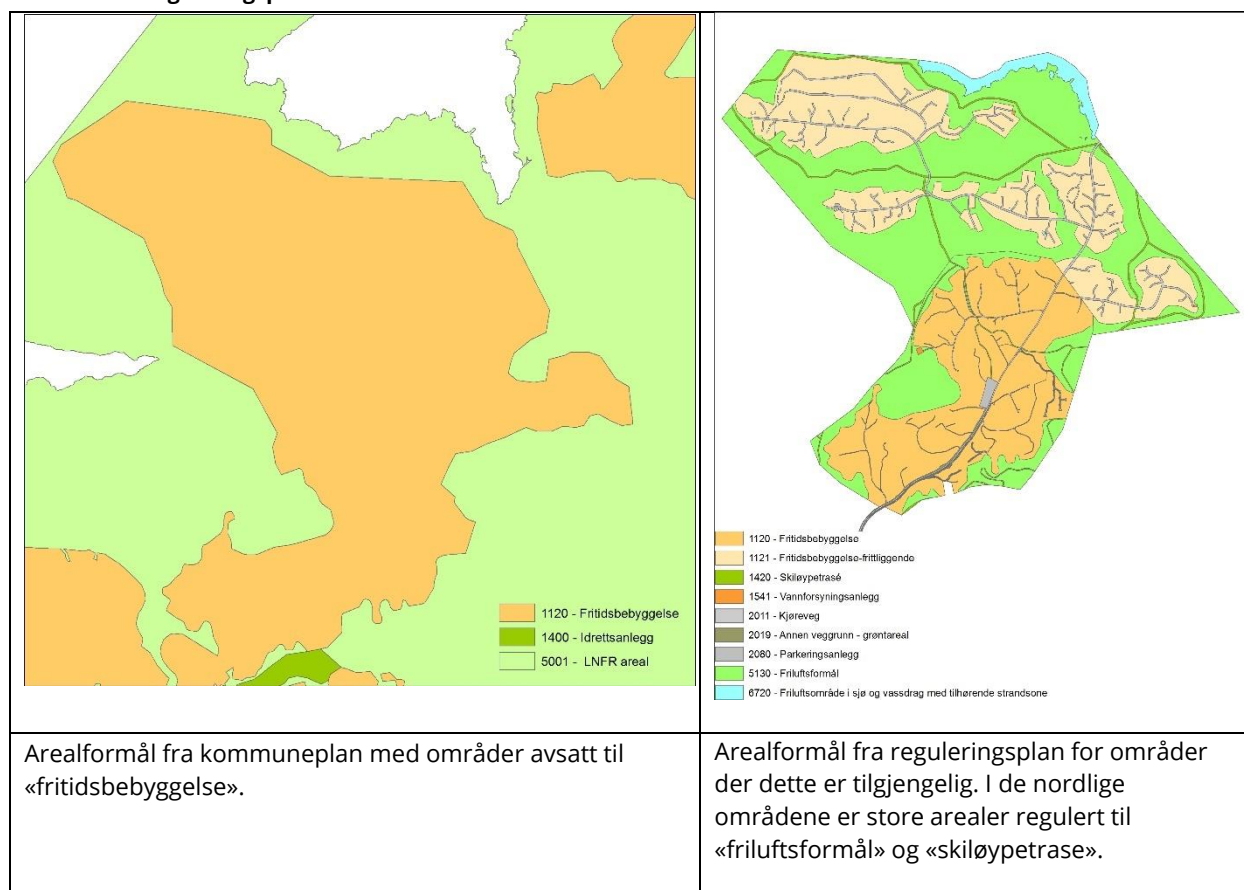 1120 - Fritidsbebyggelse
1400 - Idrettsanlegg
5001 - LNFR areal
1120 - Fritidsbebyggelse
1121 - Fritidsbebyggelse-frittliggende
1420 - Skiløypetrasé
1541 - Vannforsyningsanlegg
2011 - Kjøreveg
2019 - Annen veggrunn - grøntareal
2080 - Parkeringsanlegg
5130 - Friluftsformål
6720 - Friluftsområde i sjø og vassdrag med tilhørende strandsone
Arealformål fra kommuneplan med områder avsatt til
«fritidsbebyggelse».
Arealformål fra reguleringsplan for områder
der dette er tilgjengelig. I de nordlige
områdene er store arealer regulert til
«friluftsformål» og «skiløypetrase».